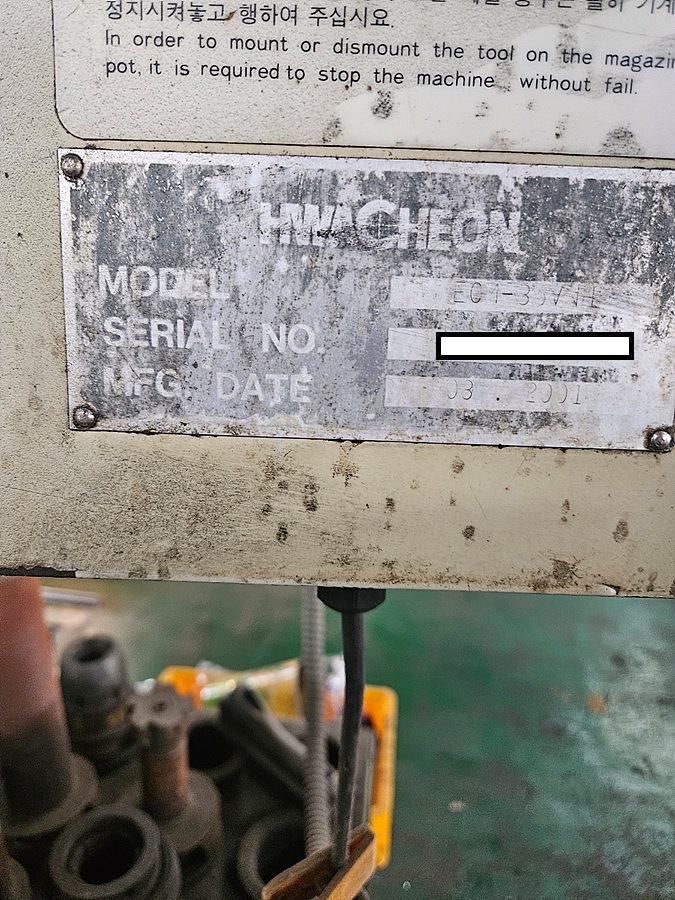 정지시켜놓고 행하여 주십시요.
In order to mount or dismount the tool on the
pot, it is required to stop the machine without fail.
HWACHEON
MODEL
SERIAL NO.
MFG. DATE 03. 2001